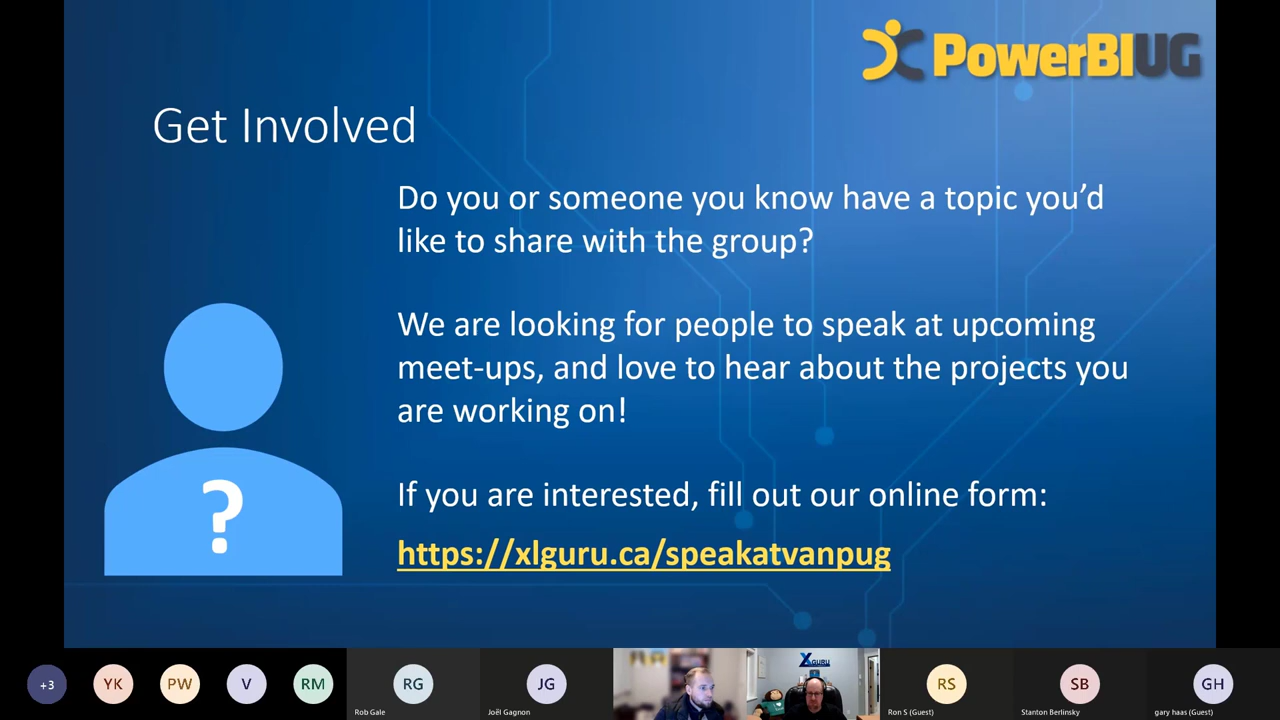 PowerBIUG
Get Involved
Do you or someone you know have a topic you’d
like to share with the group?
We are looking for people to speak at upcoming
meet-ups, and love to hear about the projects you
are working on!
If you are interested, fill out our online form:
https://xlguru.ca/speakatvanpug
?
+3
YK
PW
V
RM
RG
Rob Gale
JG
Joël Gagnon
XLGURU
RS
Ron S (Guest)
SB
Stanton Berlinsky
GH
gary haas (Guest)